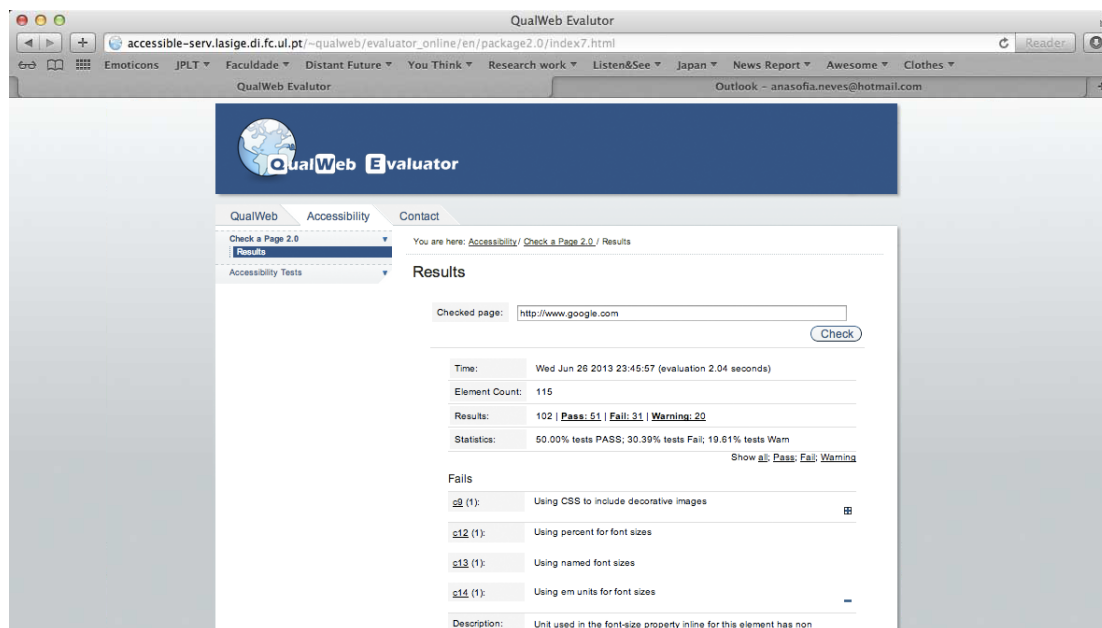 QualWeb Evalutor
accessible-serv.lasige.di.fc.ul.pt/~qualweb/evaluator_online/en/package2.0/index7.html
Reader
Emoticons JPLT Faculdade Distant Future You Think Research work Listen&See Japan News Report Awesome Clothes
QualWeb Evalutor Outlook - anasofia.neves@hotmail.com
QualWeb Evaluator
QualWeb Accessibility Contact
Check a Page 2.0
Results
Accessibility Tests
You are here: Accessibility/ Check a Page 2.0 / Results
Results
Checked page: http://www.google.com
Check
Time: Wed Jun 26 2013 23:45:57 (evaluation 2.04 seconds)
Element Count: 115
Results: 102 | Pass: 51 | Fail: 31 | Warning: 20
Statistics: 50.00% tests PASS; 30.39% tests Fail; 19.61% tests Warn
Show all; Pass; Fail; Warning
Fails
c9 (1): Using CSS to include decorative images
c12 (1): Using percent for font sizes
c13 (1): Using named font sizes
c14 (1): Using em units for font sizes
Description: Unit used in the font-size property inline for this element has non